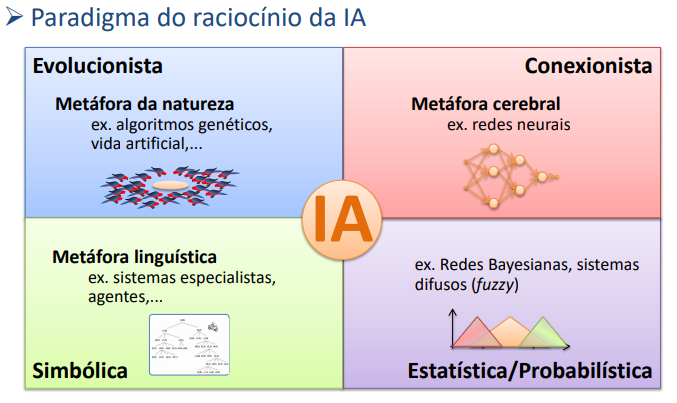 ➢ Paradigma do raciocínio da IA
Evolucionista
Metáfora da natureza
ex. algoritmos genéticos,
vida artificial,...
Conexionista
Metáfora cerebral
ex. redes neurais
IA
Metáfora linguística
ex. sistemas especialistas,
agentes,...
Simbólica
ex. Redes Bayesianas, sistemas
difusos (fuzzy)
Estatística/Probabilística